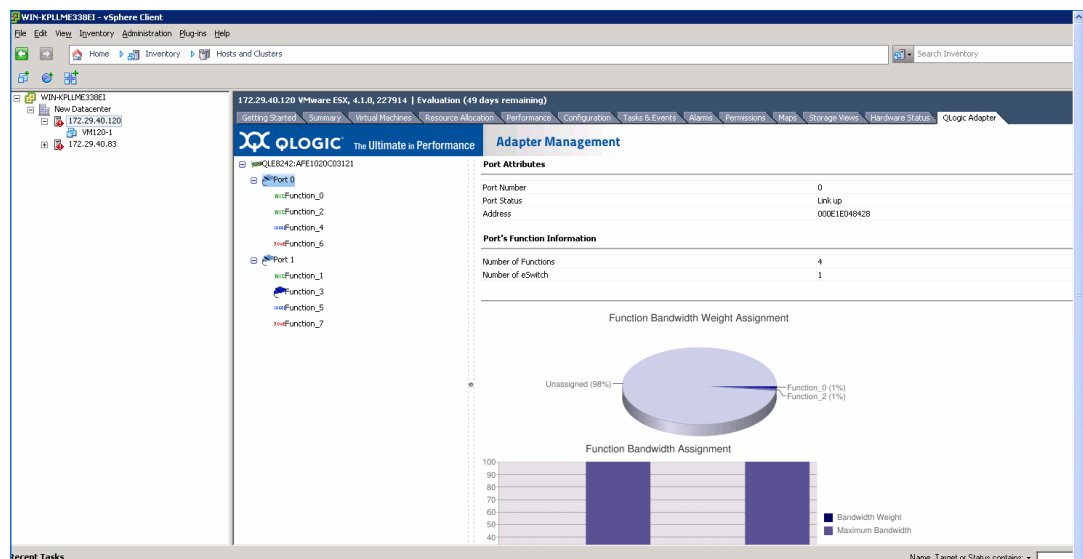 WIN-KPLLME338EI - vSphere Client
File Edit View Inventory Administration Plug-ins Help
Home Inventory Hosts and Clusters
Search Inventory
WIN-KPLLME338EI
New Datacenter
172.29.40.120
VM120-1
172.29.40.83
172.29.40.120 VMware ESX, 4.1.0, 227914 | Evaluation (49 days remaining)
Getting Started Summary Virtual Machines Resource Allocation Performance Configuration Tasks & Events Alarms Permissions Maps Storage Views Hardware Status QLogic Adapter
QLOGIC The Ultimate in Performance
Adapter Management
QLE8242:AFE1020C03121
Port 0
NIC Function_0
NIC Function_2
Function_4
Function_6
Port 1
NIC Function_1
Function_3
Function_5
Function_7
Port Attributes
Port Number 0
Port Status Link up
Address 000E1E048428
Port's Function Information
Number of Functions 4
Number of eSwitch 1
Function Bandwidth Weight Assignment
Unassigned (98%)
Function_0 (1%)
Function_2 (1%)
Function Bandwidth Assignment
100
90
80
70
60
50
40
Bandwidth Weight
Maximum Bandwidth
Recent Tasks
Name, Target or Status contains: